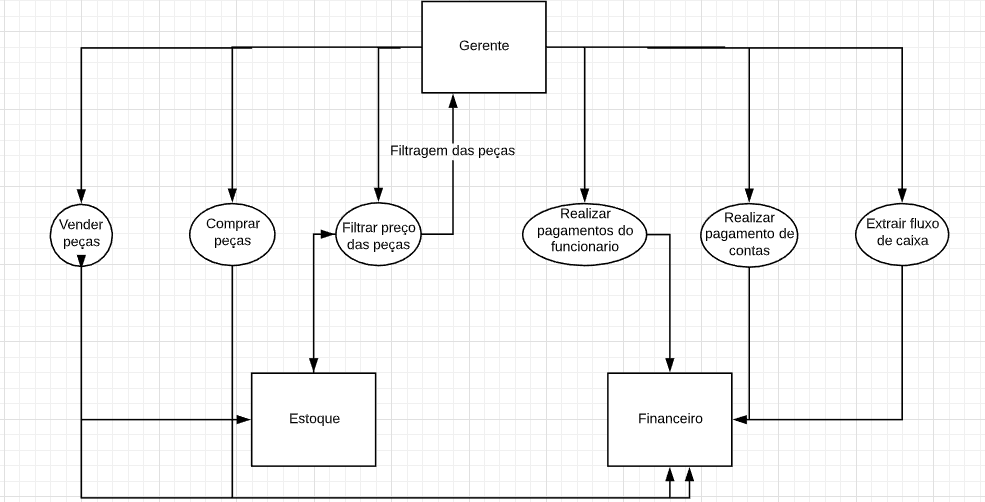 Gerente
Filtragem das peças
Vender
peças
Comprar
peças
Filtrar preço
das peças
Realizar
pagamentos do
funcionario
Realizar
pagamento de
contas
Extrair fluxo
de caixa
Estoque
Financeiro